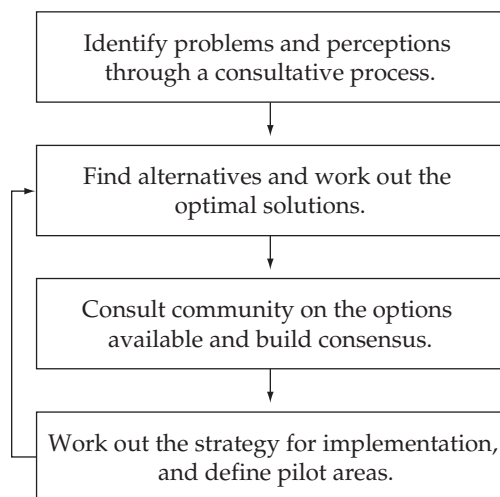 Identify problems and perceptions
through a consultative process.
Find alternatives and work out the
optimal solutions.
Consult community on the options
available and build consensus.
Work out the strategy for implementation,
and define pilot areas.